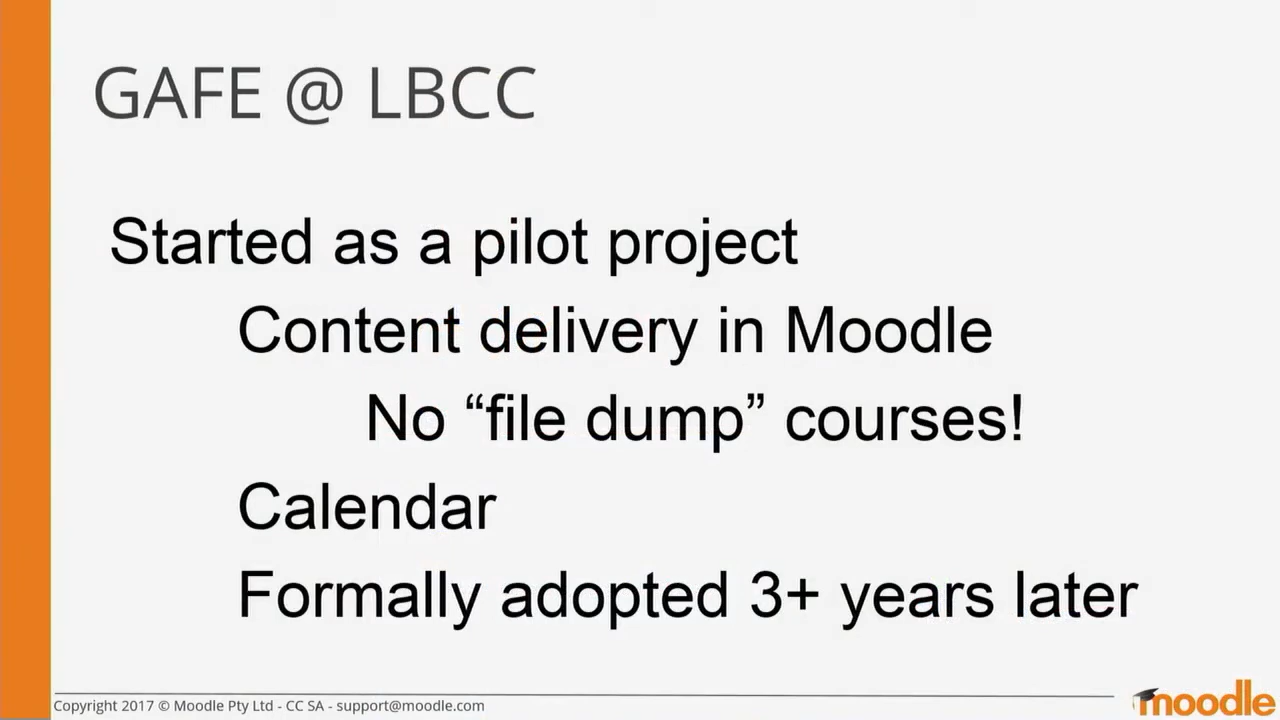 GAFE @ LBCC
Started as a pilot project
Content delivery in Moodle
No “file dump” courses!
Calendar
Formally adopted 3+ years later
Copyright 2017 © Moodle Pty Ltd - CC SA - support@moodle.com
moodle